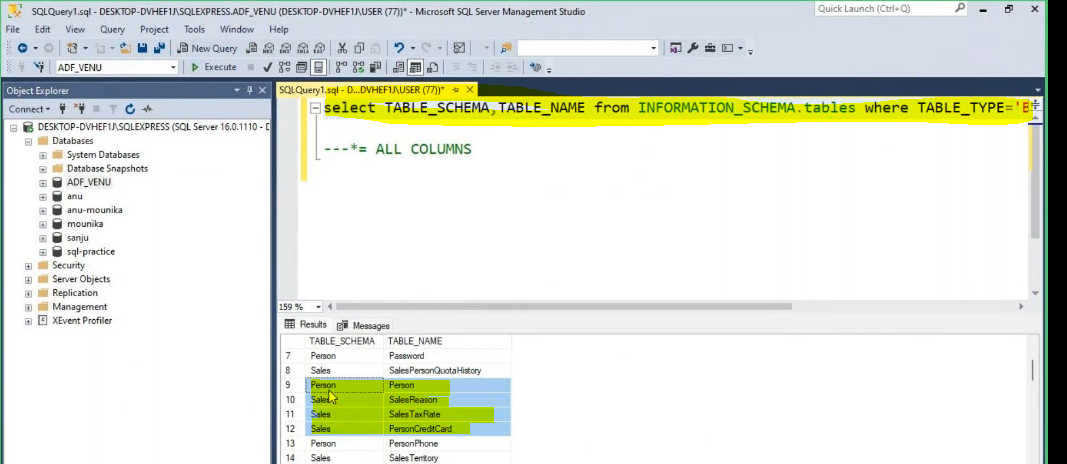 SQLQuery1.sql - DESKTOP-DVHEF1J\SQLEXPRESS.ADF_VENU (DESKTOP-DVHEF1J\USER (77))* - Microsoft SQL Server Management Studio
Quick Launch (Ctrl+Q)
File Edit View Query Project Tools Window Help
New Query
ADF_VENU
Execute
Object Explorer
SQLQuery1.sql - D...DVHEF1J\USER (77))*
Connect
select TABLE_SCHEMA,TABLE_NAME from INFORMATION_SCHEMA.tables where TABLE_TYPE='B
---*= ALL COLUMNS
DESKTOP-DVHEF1J\SQLEXPRESS (SQL Server 16.0.1110 - D
Databases
System Databases
Database Snapshots
ADF_VENU
anu
anu-mounika
mounika
sanju
sql-practice
Security
Server Objects
Replication
Management
XEvent Profiler
159 %
Results Messages
TABLE_SCHEMA TABLE_NAME
7 Person Password
8 Sales SalesPersonQuotaHistory
9 Person Person
10 Sales SalesReason
11 Sales SalesTaxRate
12 Sales PersonCreditCard
13 Person PersonPhone
14 Sales SalesTerritory